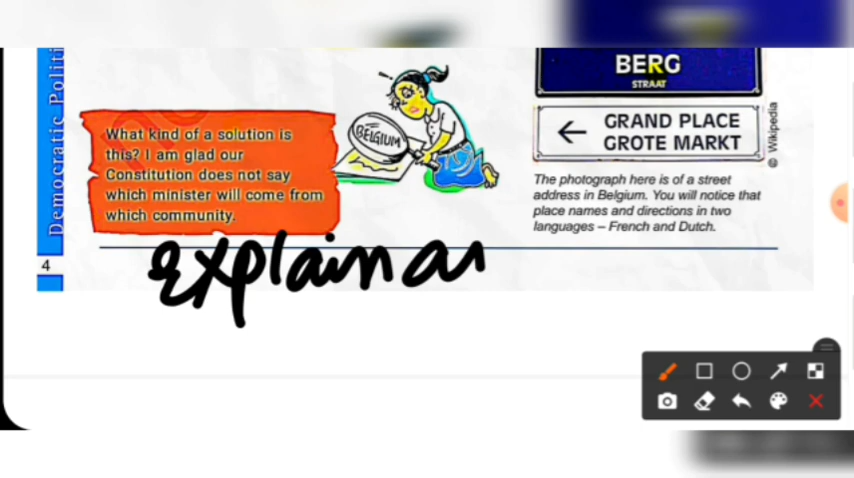 Democratic Politi
BERG
STRAAT
What kind of a solution is
this? I am glad our
Constitution does not say
which minister will come from
which community.
BELGIUM
← GRAND PLACE
GROTE MARKT
© Wikipedia
The photograph here is of a street
address in Belgium. You will notice that
place names and directions in two
languages – French and Dutch.
4
explain an